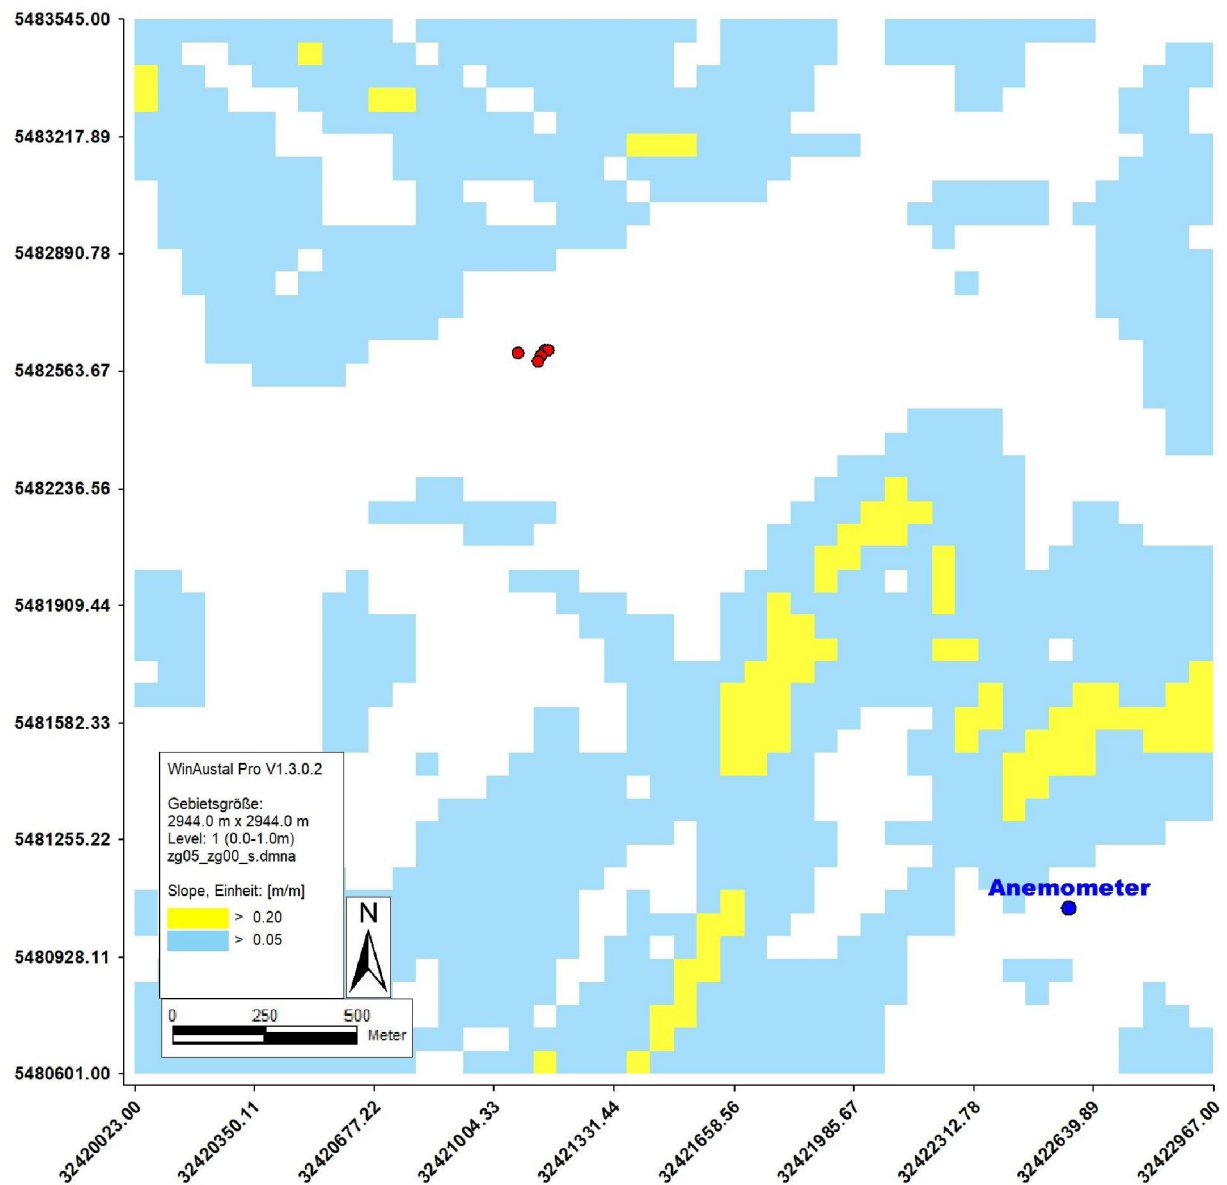 5483545.00
5483217.89
5482890.78
5482563.67
5482236.56
5481909.44
5481582.33
5481255.22
5480928.11
5480601.00
WinAustal Pro V1.3.0.2
Gebietsgröße:
2944.0 m x 2944.0 m
Level: 1 (0.0-1.0m)
zg05_zg00_s.dmna
Slope, Einheit: [m/m]
> 0.20
> 0.05
N
0 250 500
Meter
Anemometer
32420023.00
32420350.11
32420677.22
32421004.33
32421331.44
32421658.56
32421985.67
32422312.78
32422639.89
32422967.00